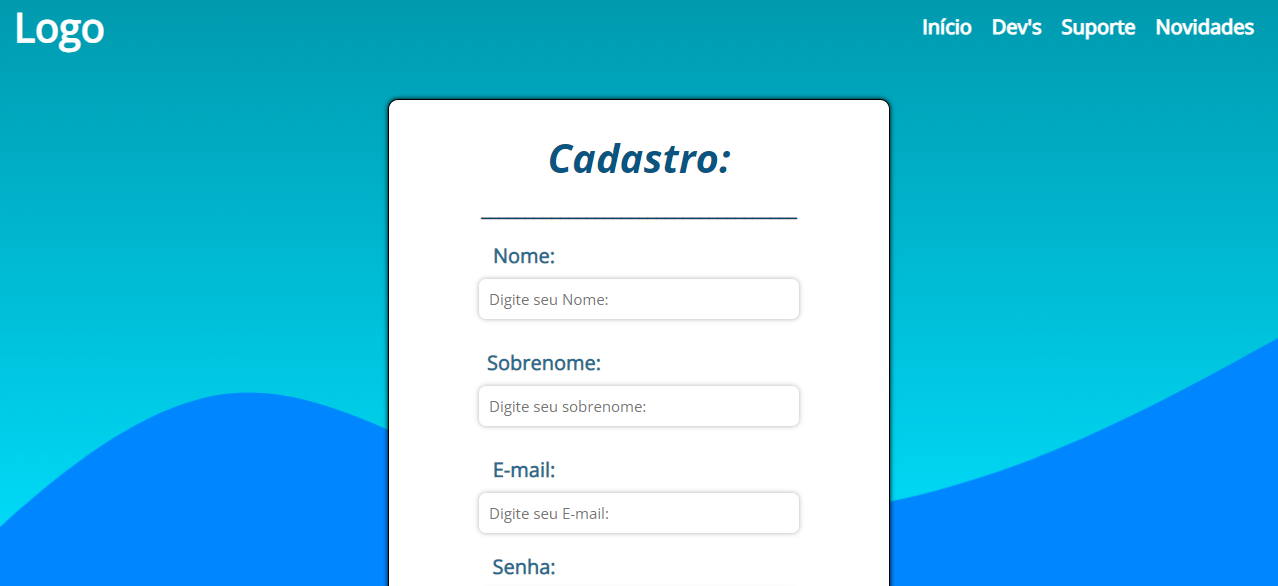 Logo
Início Dev's Suporte Novidades
Cadastro:
Nome:
Digite seu Nome:
Sobrenome:
Digite seu sobrenome:
E-mail:
Digite seu E-mail:
Senha: